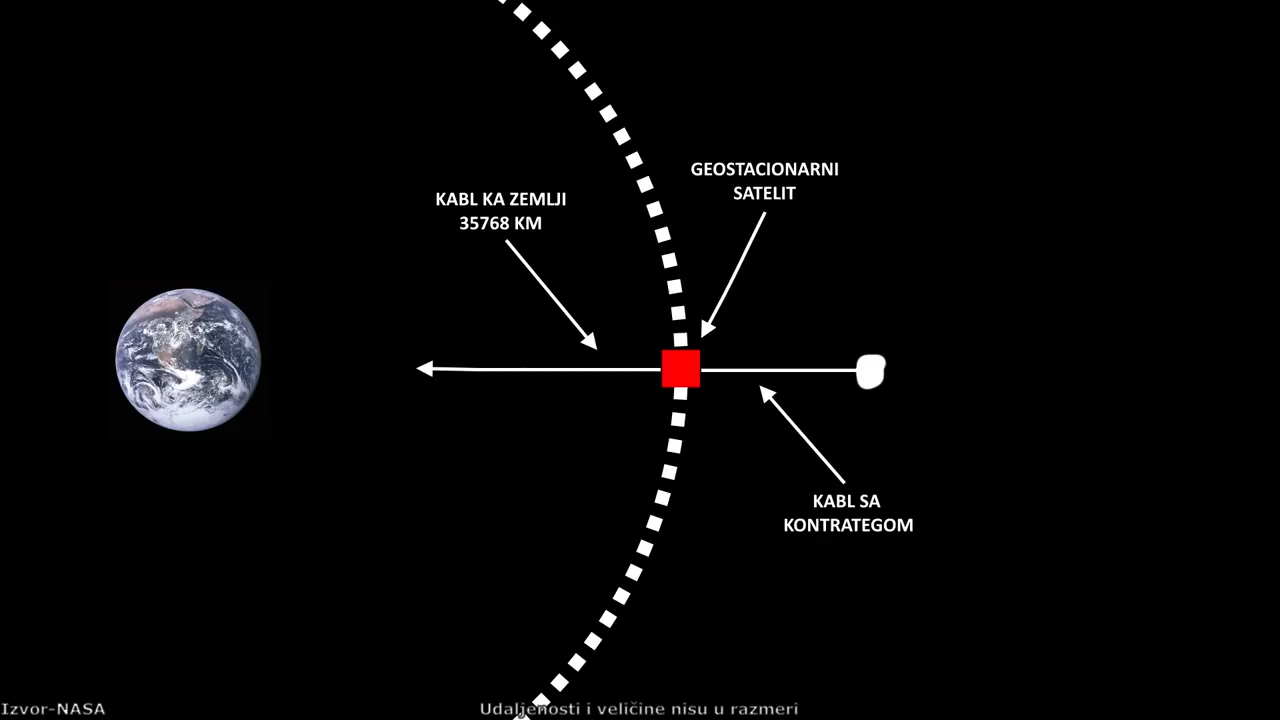 GEOSTACIONARNI
SATELIT
KABL KA ZEMLJI
35768 KM
KABL SA
KONTRATEGOM
Izvor-NASA
Udaljenosti i veličine nisu u razmeri